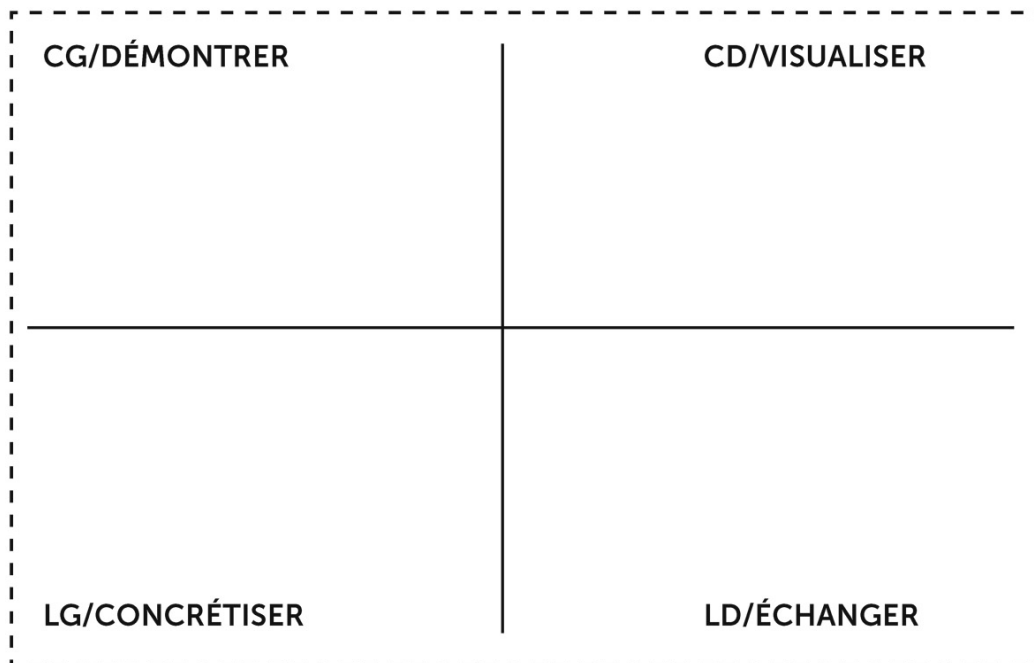 CG/DÉMONTRER
CD/VISUALISER
LG/CONCRÉTISER
LD/ÉCHANGER